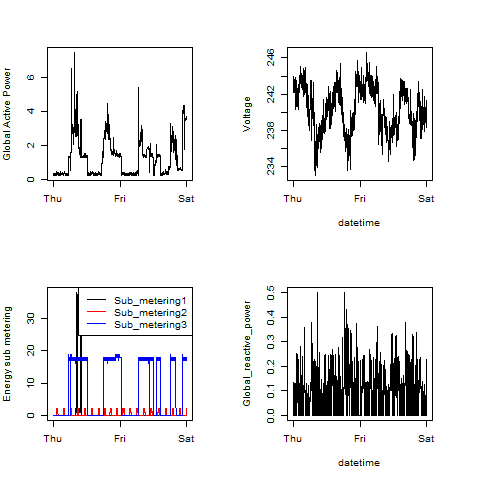 Global Active Power
6
4
2
0
Thu
Fri
Sat
Voltage
246
242
238
234
Thu
Fri
Sat
datetime
Energy sub metering
30
20
10
0
Sub_metering1
Sub_metering2
Sub_metering3
Thu
Fri
Sat
Global_reactive_power
0.5
0.4
0.3
0.2
0.1
0.0
Thu
Fri
Sat
datetime